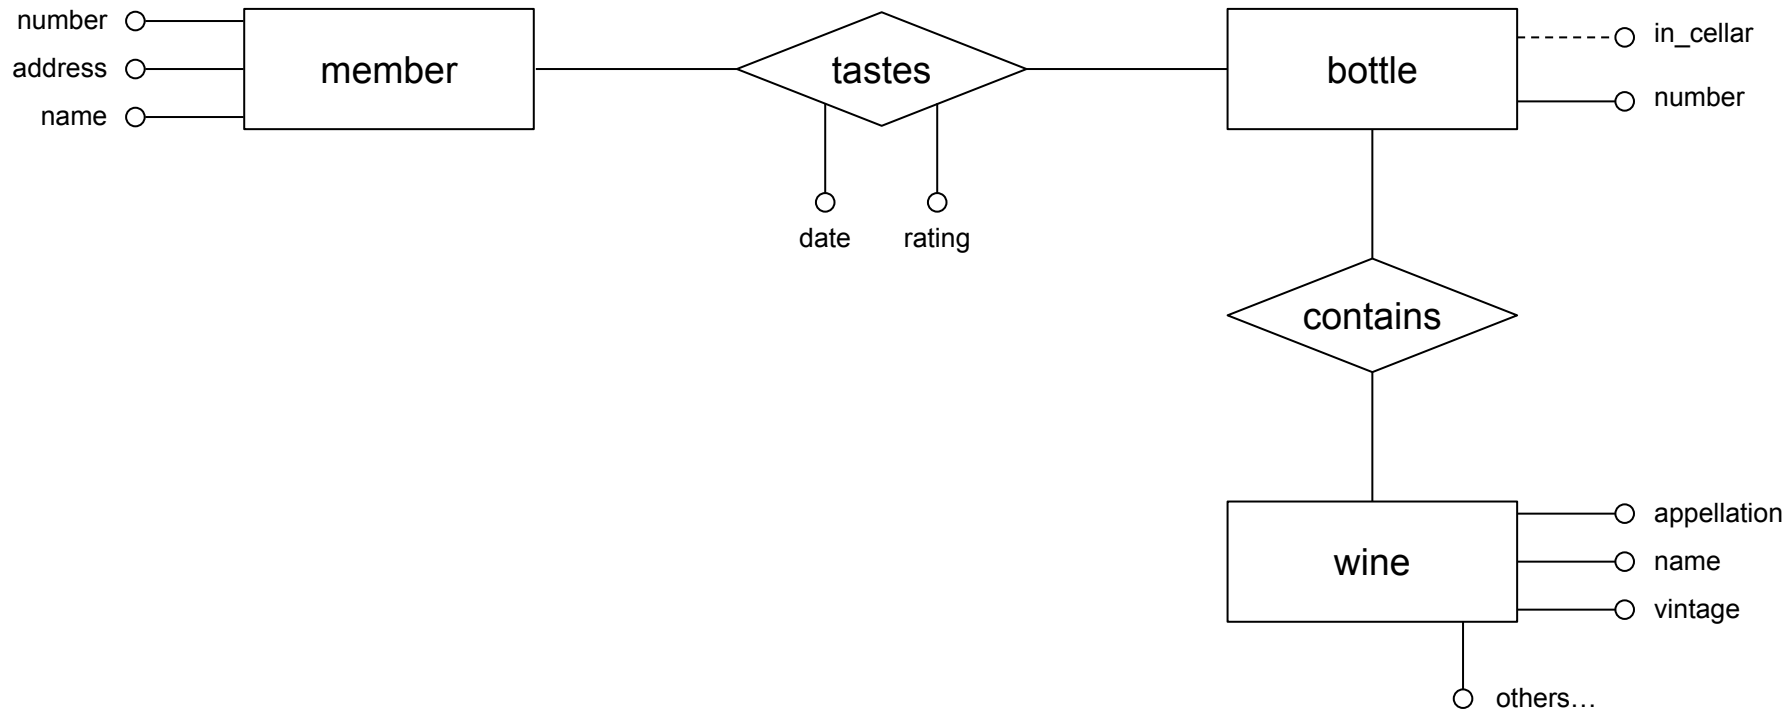 number
address
name
member
tastes
date
rating
bottle
in_cellar
number
contains
wine
appellation
name
vintage
others…